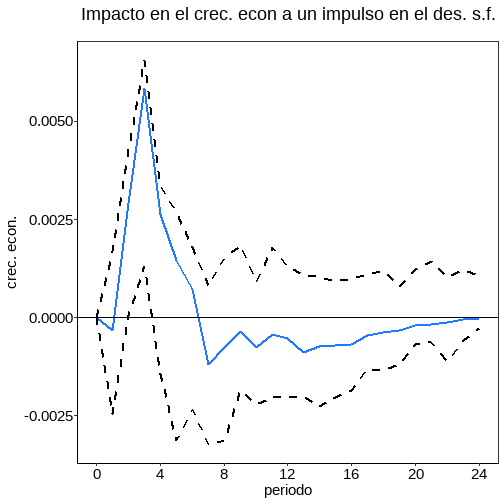 Impacto en el crec. econ a un impulso en el des. s.f.
crec. econ.
0.0050
0.0025
0.0000
-0.0025
0 4 8 12 16 20 24
periodo